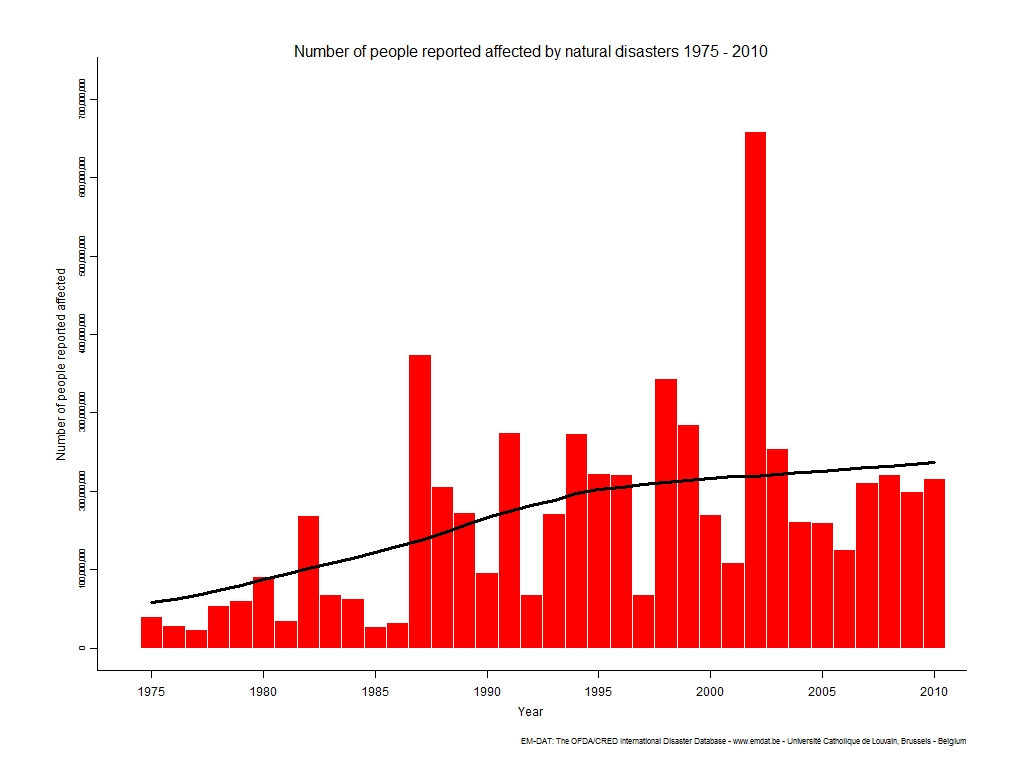 Number of people reported affected by natural disasters 1975 - 2010
700,000,000
600,000,000
500,000,000
400,000,000
300,000,000
200,000,000
100,000,000
0
Number of people reported affected
1975 1980 1985 1990 1995 2000 2005 2010
Year
EM-DAT: The OFDA/CRED International Disaster Database - www.emdat.be - Université Catholique de Louvain, Brussels - Belgium